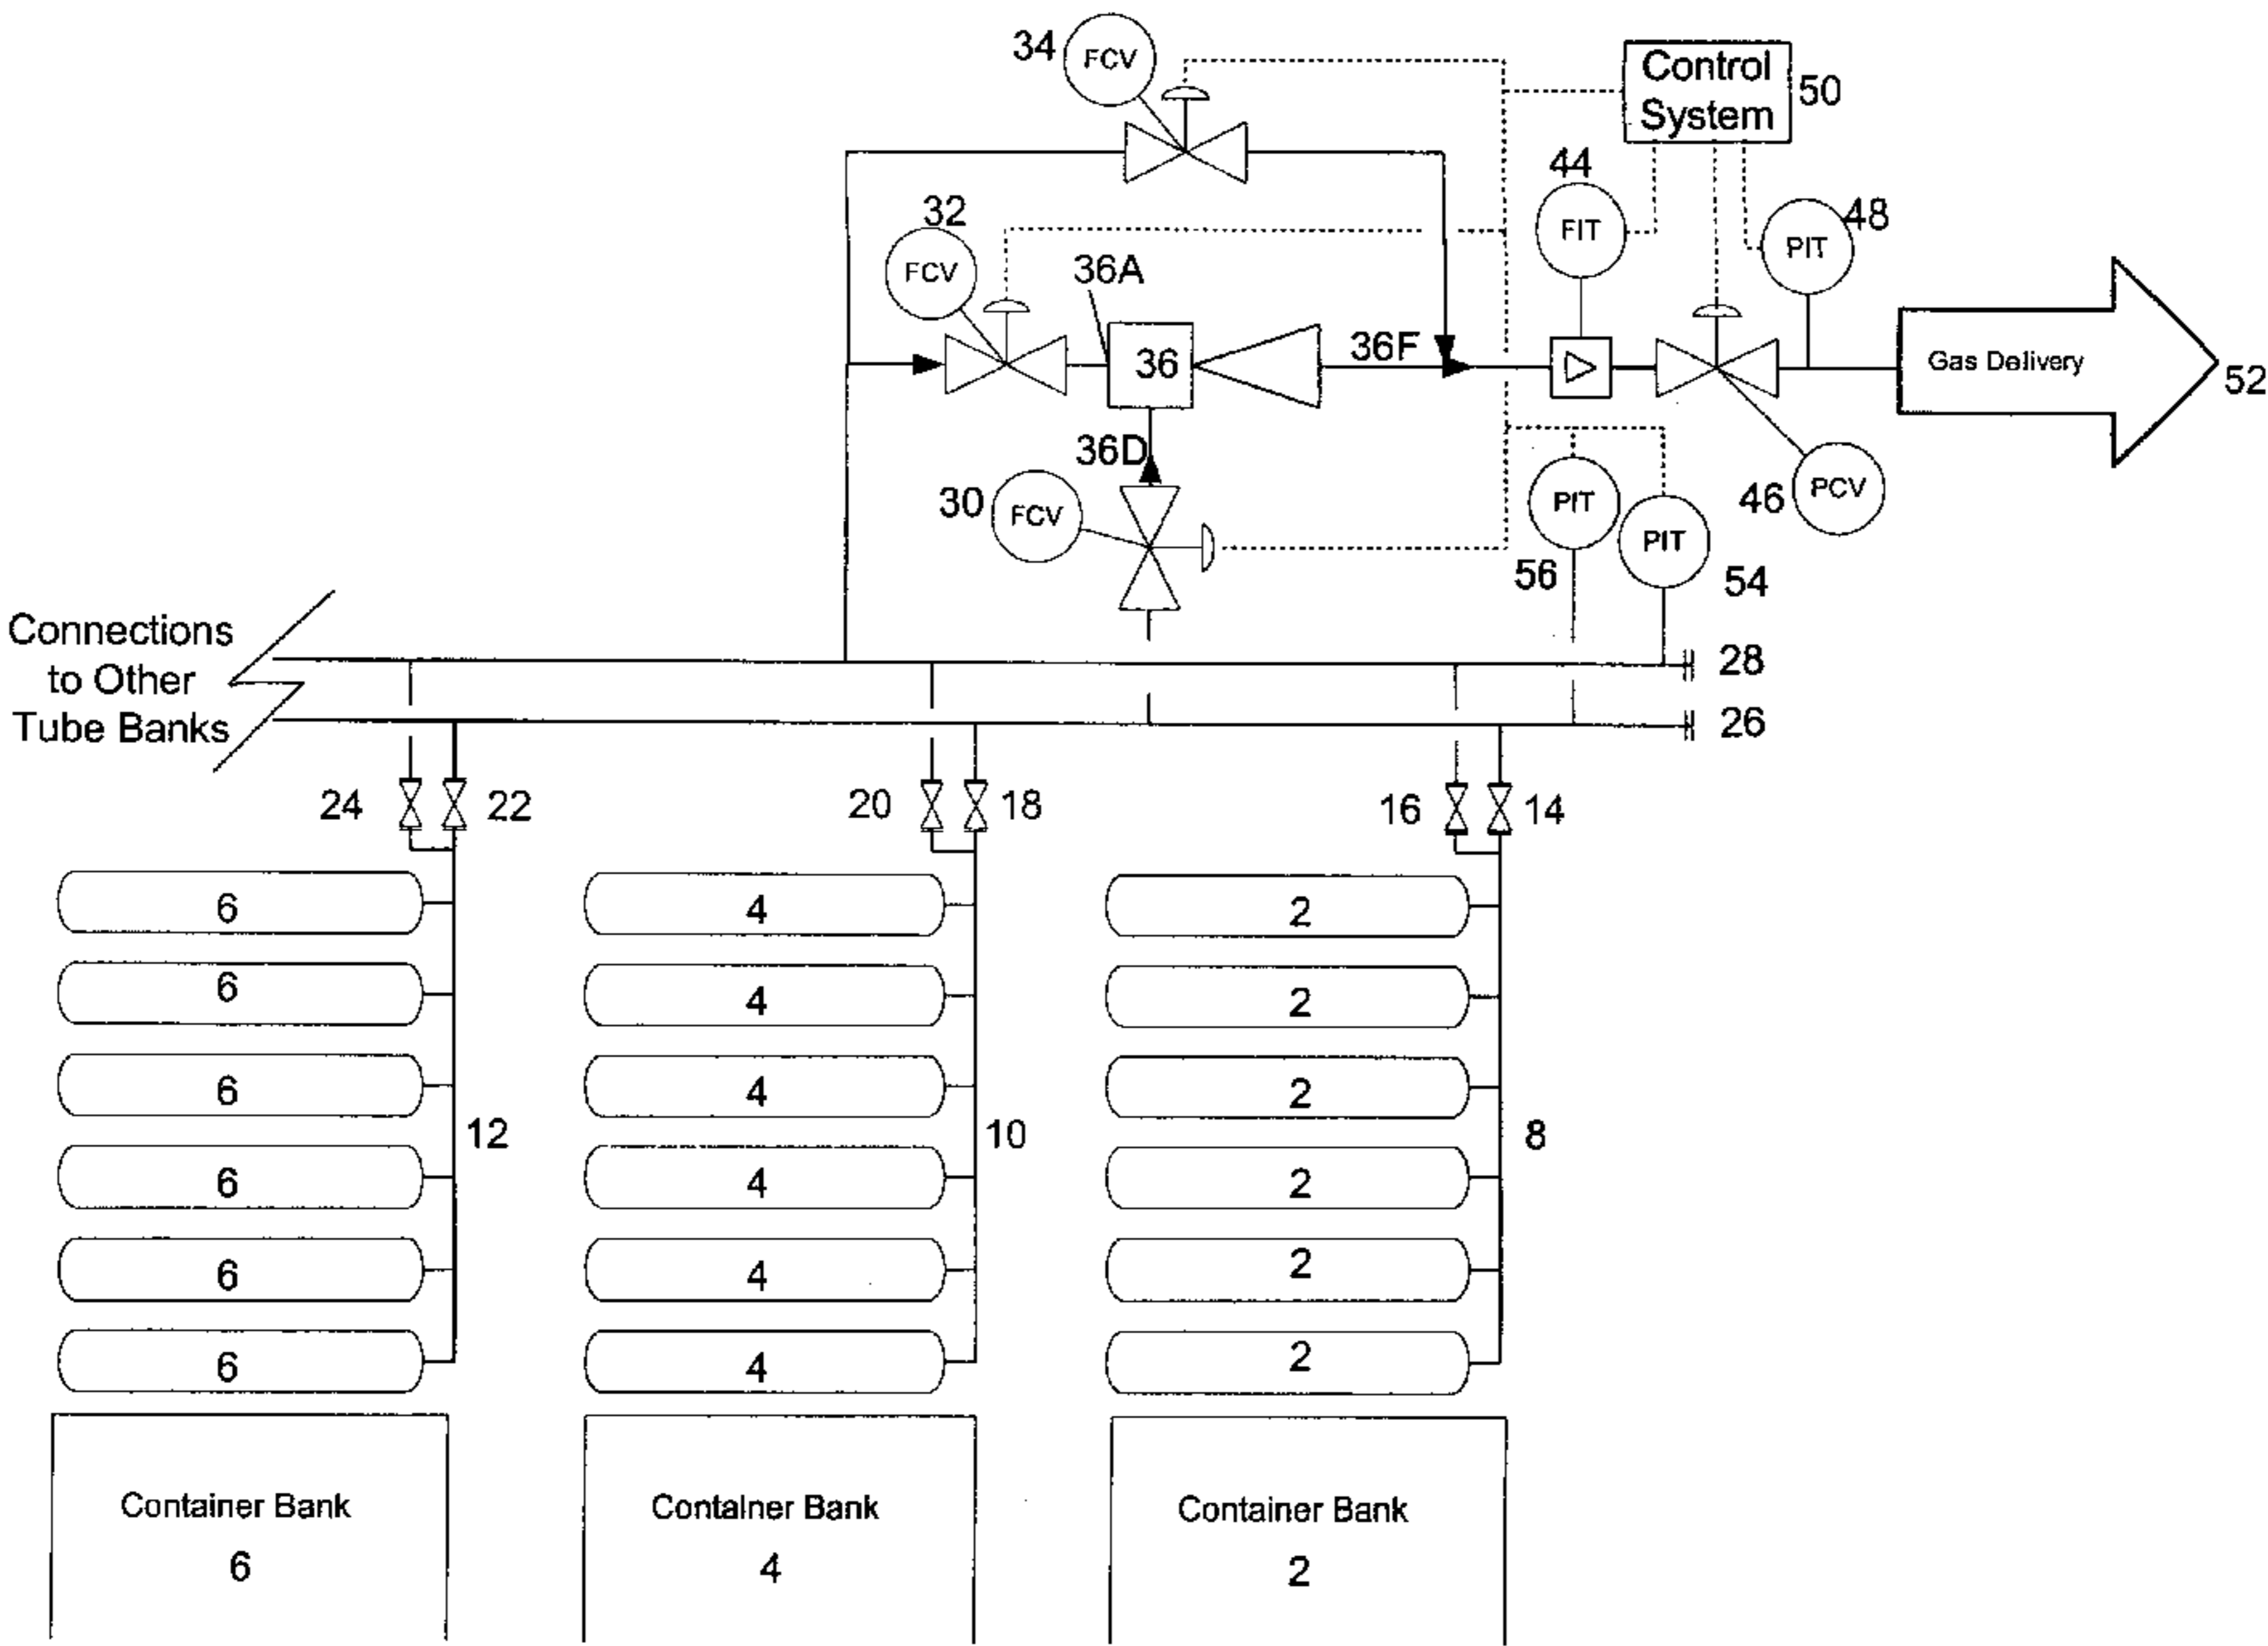 34
FCV
Control
System
50
44
FIT
48
PIT
32
FCV
36A
36
36F
Gas Delivery
52
36D
30
FCV
PIT
PIT
46
PCV
56
54
Connections
to Other
Tube Banks
28
26
24
22
20
18
16
14
6
4
2
6
4
2
6
4
2
12
10
8
6
4
2
6
4
2
6
4
2
Container Bank
6
Container Bank
4
Container Bank
2